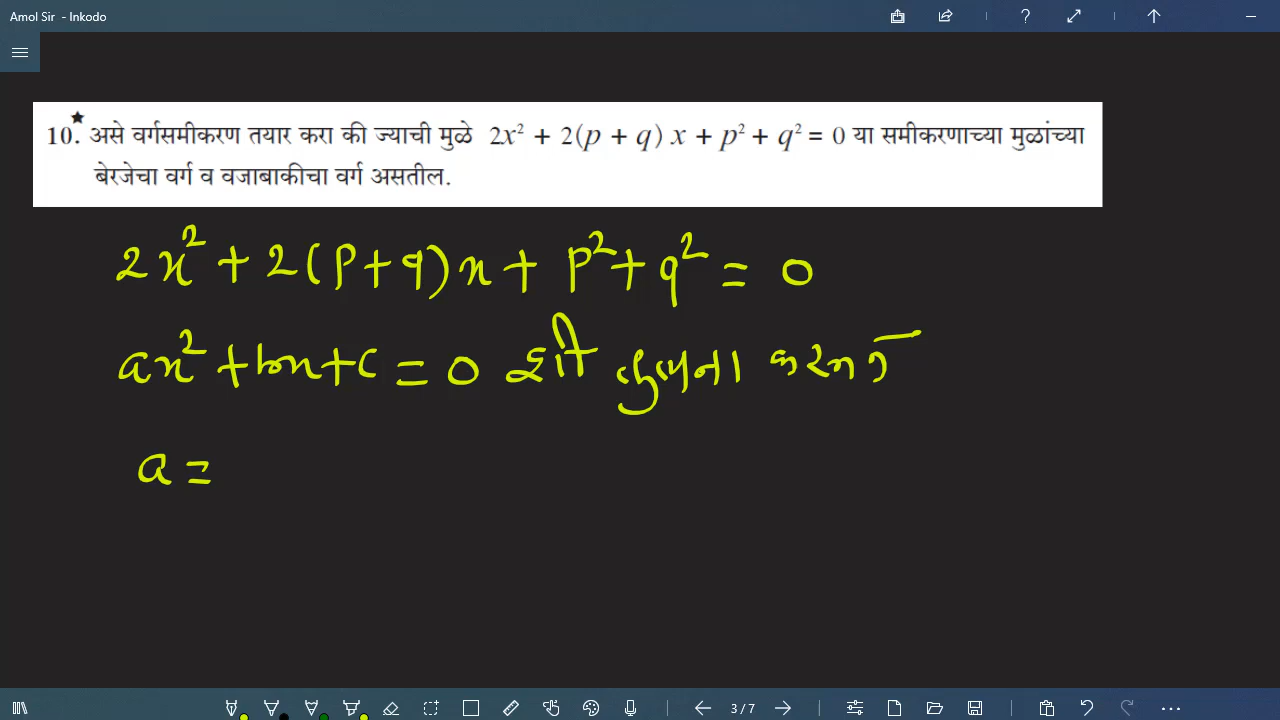 Amol Sir - Inkodo
10.* असे वर्गसमीकरण तयार करा की ज्याची मुळे 2x² + 2(p + q) x + p² + q² = 0 या समीकरणाच्या मुळांच्या
बेरजेचा वर्ग व वजाबाकीचा वर्ग असतील.
2x² + 2(p+q)x + p² + q² = 0
ax² + bx + c = 0 शी तुलना करून
a =
3 / 7